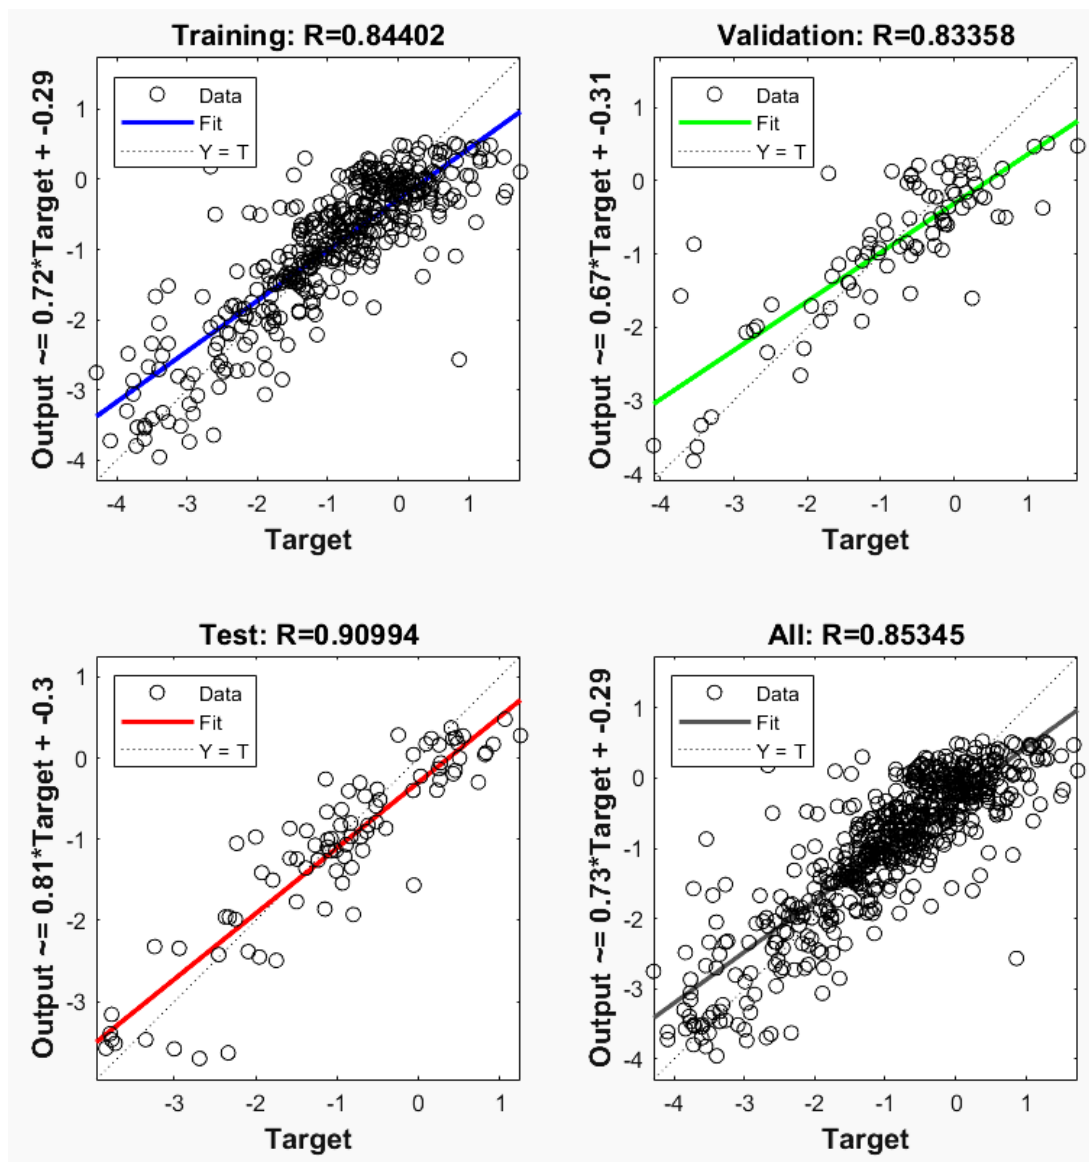 Training: R=0.84402
Output ~= 0.72*Target + -0.29
Data
Fit
Y = T
1
0
-1
-2
-3
-4
-4 -3 -2 -1 0 1
Target
Validation: R=0.83358
Output ~= 0.67*Target + -0.31
Data
Fit
Y = T
1
0
-1
-2
-3
-4
-4 -3 -2 -1 0 1
Target
Test: R=0.90994
Output ~= 0.81*Target + -0.3
Data
Fit
Y = T
1
0
-1
-2
-3
-3 -2 -1 0 1
Target
All: R=0.85345
Output ~= 0.73*Target + -0.29
Data
Fit
Y = T
1
0
-1
-2
-3
-4
-4 -3 -2 -1 0 1
Target